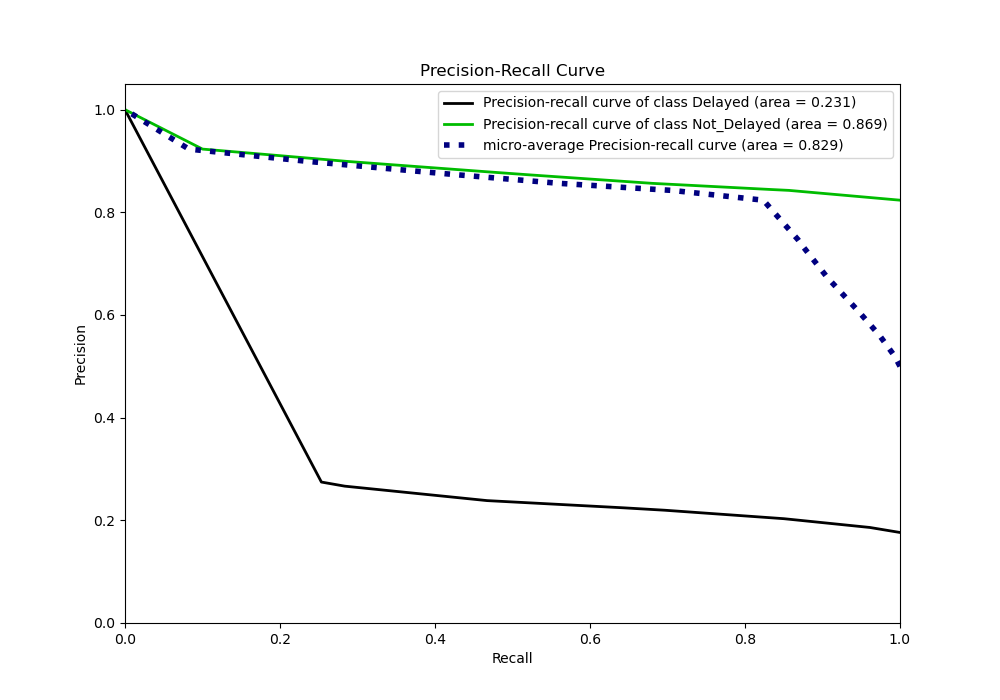 Precision-Recall Curve
Precision-recall curve of class Delayed (area = 0.231)
Precision-recall curve of class Not_Delayed (area = 0.869)
micro-average Precision-recall curve (area = 0.829)
Precision
1.0
0.8
0.6
0.4
0.2
0.0
0.0 0.2 0.4 0.6 0.8 1.0
Recall